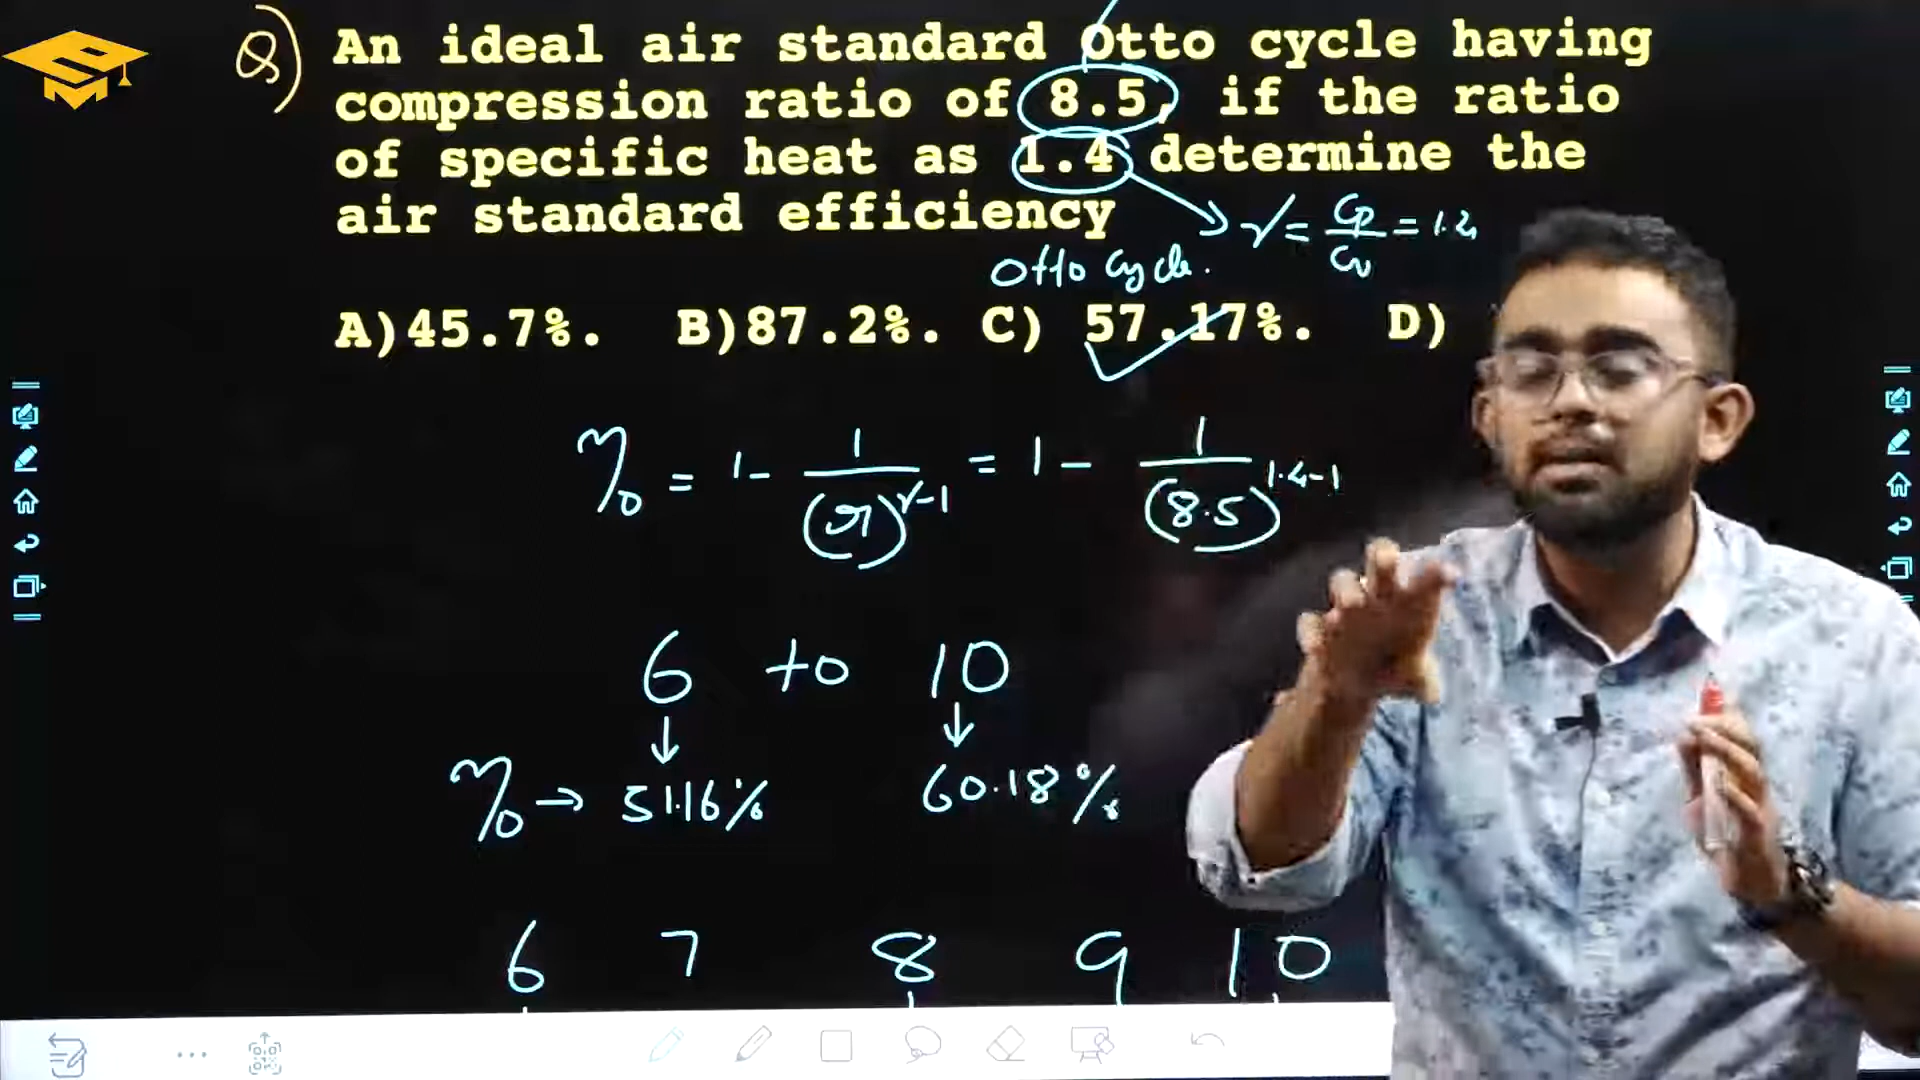 Q) An ideal air standard Otto cycle having
compression ratio of 8.5, if the ratio
of specific heat as 1.4 determine the
air standard efficiency
γ = Cp/Cv = 1.4
Otto cycle.
A)45.7%. B)87.2%. C) 57.17%. D)
η₀ = 1 - 1/(r)^γ-1 = 1 - 1/(8.5)^1.4-1
6 to 10
↓ ↓
η₀ → 51.16% 60.18%
6 7 8 9 10